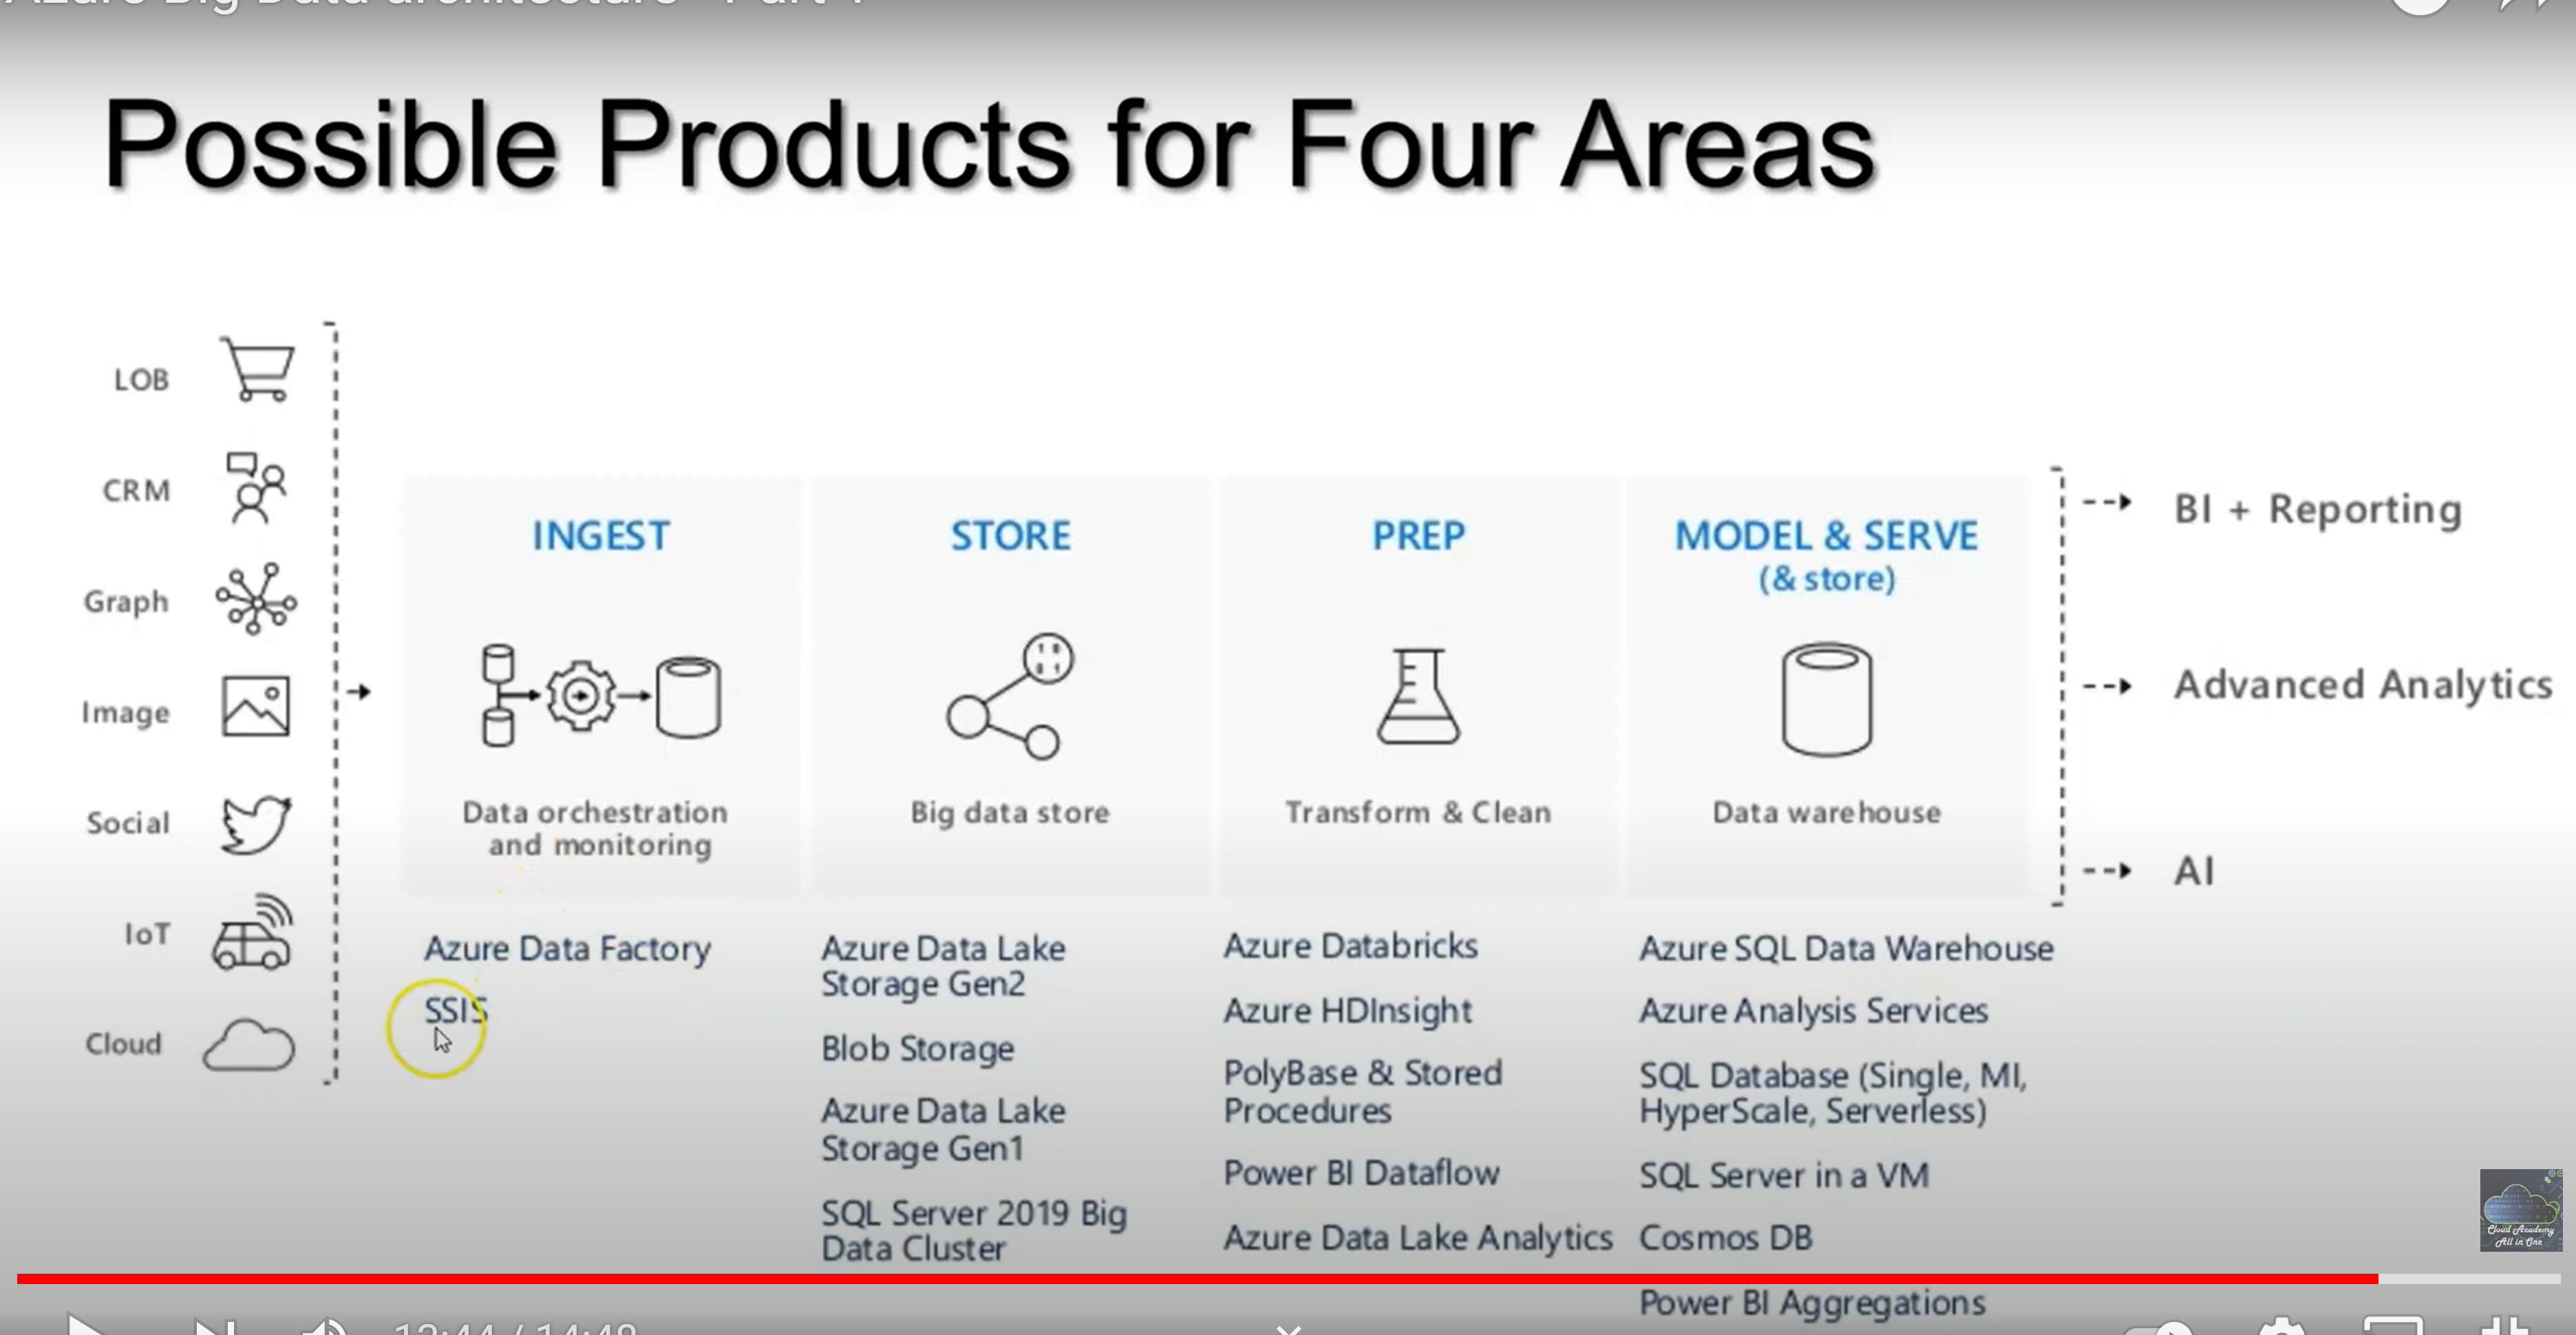 Azure Big Data architecture - Part 1
Possible Products for Four Areas
LOB
CRM
Graph
Image
Social
IoT
Cloud
INGEST
Data orchestration
and monitoring
Azure Data Factory
SSIS
STORE
Big data store
Azure Data Lake
Storage Gen2
Blob Storage
Azure Data Lake
Storage Gen1
SQL Server 2019 Big
Data Cluster
PREP
Transform & Clean
Azure Databricks
Azure HDInsight
PolyBase & Stored
Procedures
Power BI Dataflow
Azure Data Lake Analytics
MODEL & SERVE
(& store)
Data warehouse
Azure SQL Data Warehouse
Azure Analysis Services
SQL Database (Single, MI,
HyperScale, Serverless)
SQL Server in a VM
Cosmos DB
Power BI Aggregations
BI + Reporting
Advanced Analytics
AI
Cloud Academy
All in One